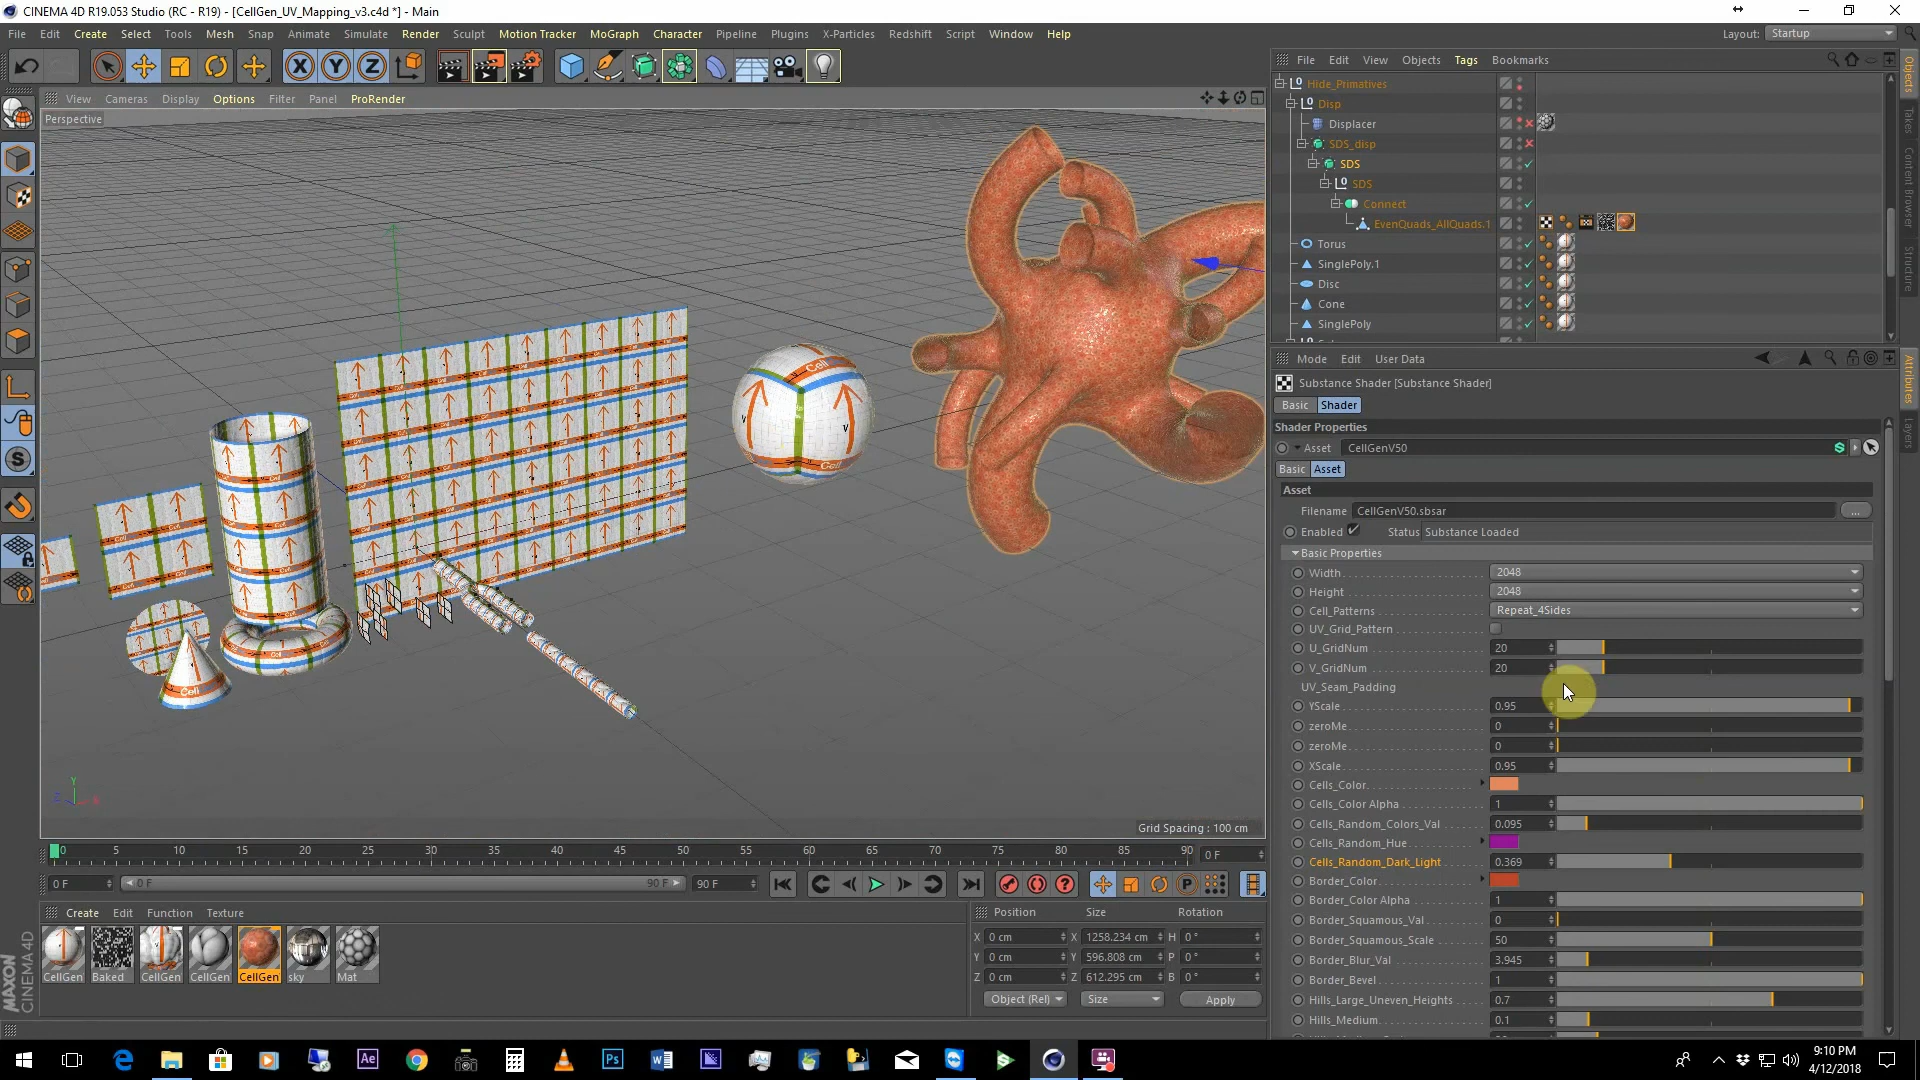 CINEMA 4D R19.053 Studio (RC - R19) - [CellGen_UV_Mapping_v3.c4d *] - Main
File Edit Create Select Tools Mesh Snap Animate Simulate Render Sculpt Motion Tracker MoGraph Character Pipeline Plugins X-Particles Redshift Script Window Help
Layout: Startup
File Edit View Objects Tags Bookmarks
View Cameras Display Options Filter Panel ProRender
Perspective
Hide_Primatives
Disp
Displacer
SDS_disp
SDS
SDS
Connect
EvenQuads_AllQuads.1
Torus
SinglePoly.1
Disc
Cone
SinglePoly
Objects
Takes
Content Browser
Structure
Mode Edit User Data
Substance Shader [Substance Shader]
Basic Shader
Shader Properties
Asset CellGenV50
Basic Asset
Asset
Filename CellGenV50.sbsar ...
Enabled Status Substance Loaded
Basic Properties
Width 2048
Height 2048
Cell_Patterns Repeat_4Sides
UV_Grid_Pattern
U_GridNum 20
V_GridNum 20
UV_Seam_Padding
YScale 0.95
zeroMe 0
zeroMe 0
XScale 0.95
Cells_Color
Cells_Color Alpha 1
Cells_Random_Colors_Val 0.095
Cells_Random_Hue
Cells_Random_Dark_Light 0.369
Border_Color
Border_Color Alpha 1
Border_Squamous_Val 0
Border_Squamous_Scale 50
Border_Blur_Val 3.945
Border_Bevel 1
Hills_Large_Uneven_Heights 0.7
Hills_Medium 0.1
Attributes
Layers
Cell
V
V
Cell
Cell
Y
Z
X
Grid Spacing : 100 cm
0 5 10 15 20 25 30 35 40 45 50 55 60 65 70 75 80 85 90 0 F
0 F 0 F 90 F 90 F
Create Edit Function Texture
Position Size Rotation
X 0 cm X 1258.234 cm H 0 °
Y 0 cm Y 596.808 cm P 0 °
Z 0 cm Z 612.295 cm B 0 °
Object (Rel) Size Apply
CellGen Baked CellGen CellGen CellGen sky Mat
MAXON
CINEMA 4D
9:10 PM
4/12/2018